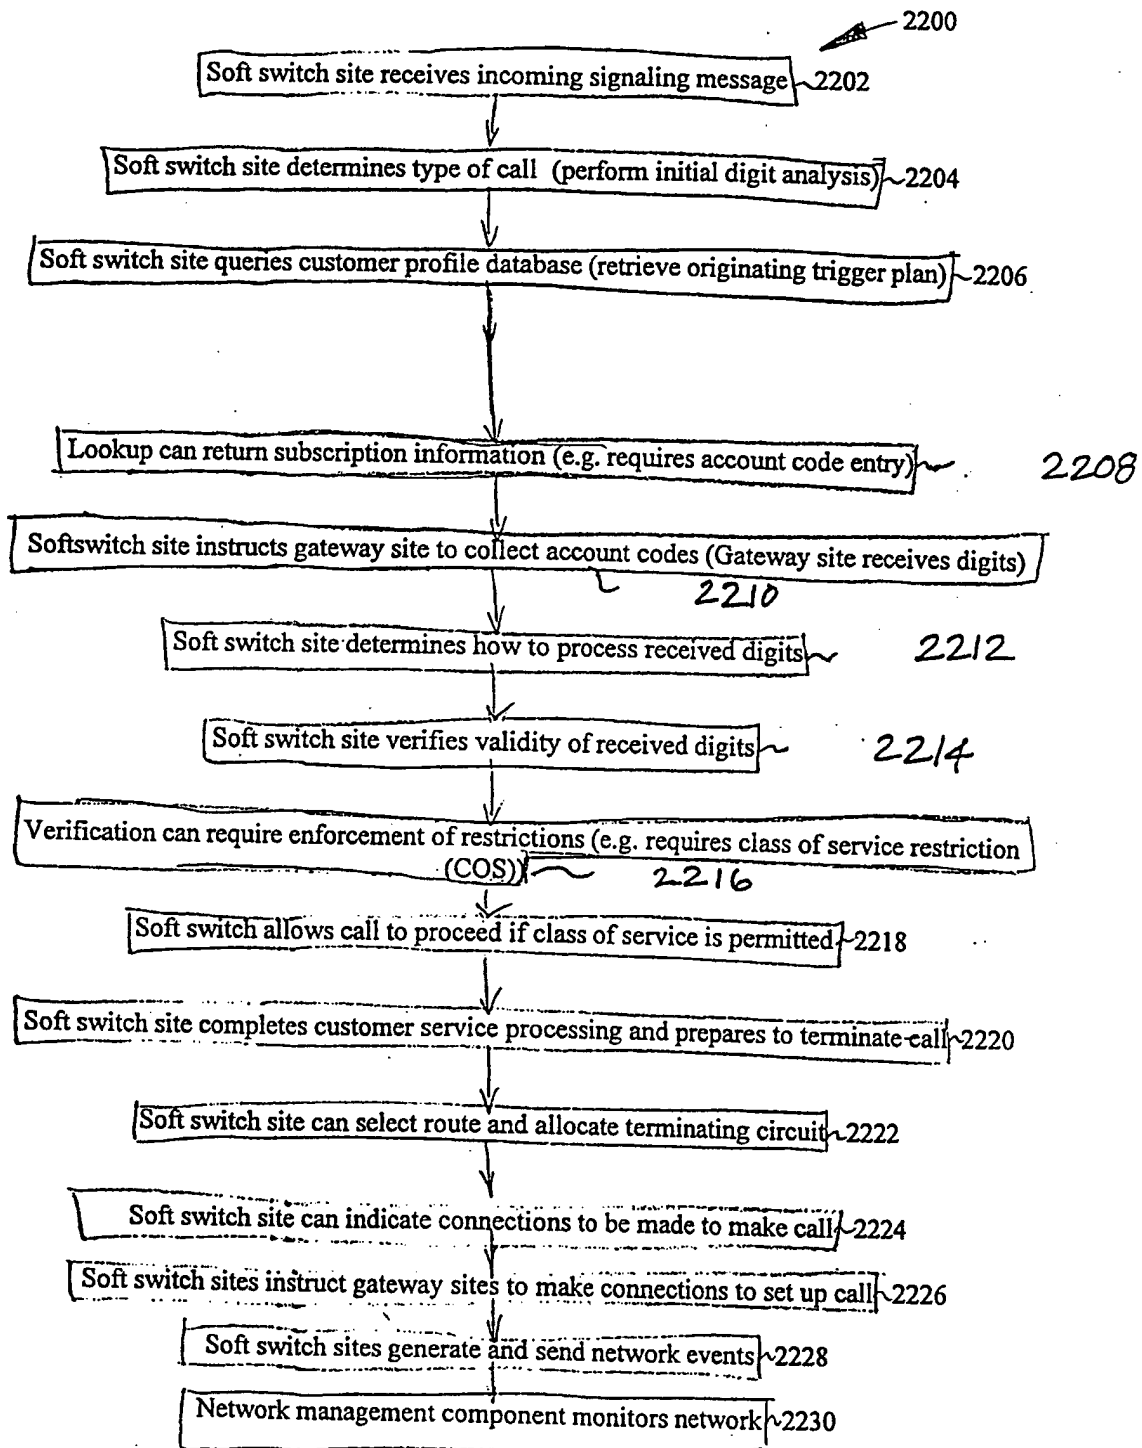 2200
Soft switch site receives incoming signaling message 2202
Soft switch site determines type of call (perform initial digit analysis) 2204
Soft switch site queries customer profile database (retrieve originating trigger plan) 2206
Lookup can return subscription information (e.g. requires account code entry) 2208
Softswitch site instructs gateway site to collect account codes (Gateway site receives digits)
2210
Soft switch site determines how to process received digits 2212
Soft switch site verifies validity of received digits 2214
Verification can require enforcement of restrictions (e.g. requires class of service restriction
(COS)) 2216
Soft switch allows call to proceed if class of service is permitted 2218
Soft switch site completes customer service processing and prepares to terminate call 2220
Soft switch site can select route and allocate terminating circuit 2222
Soft switch site can indicate connections to be made to make call 2224
Soft switch sites instruct gateway sites to make connections to set up call 2226
Soft switch sites generate and send network events 2228
Network management component monitors network 2230